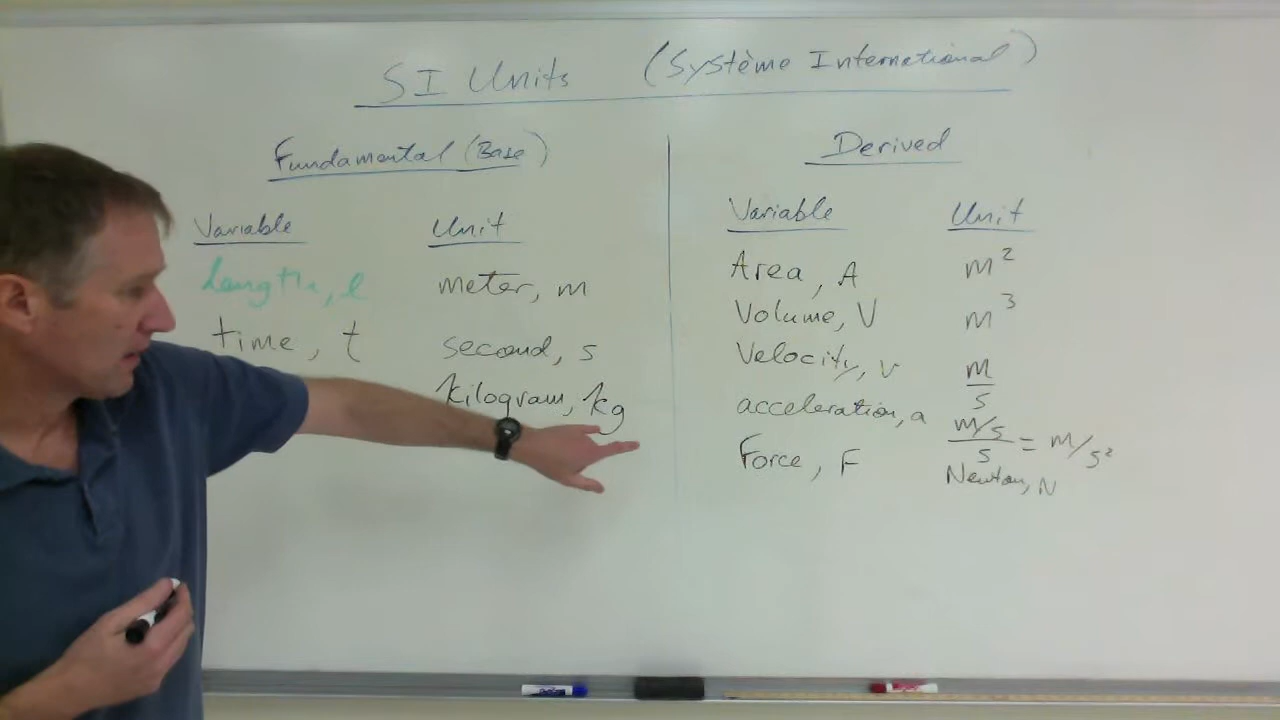 SI Units (Système International)
Fundamental (Base)
Variable Unit
Length, l meter, m
time, t second, s
kilogram, kg
Derived
Variable Unit
Area, A m²
Volume, V m³
Velocity, v m/s
acceleration, a m/s/s = m/s²
Force, F Newton, N